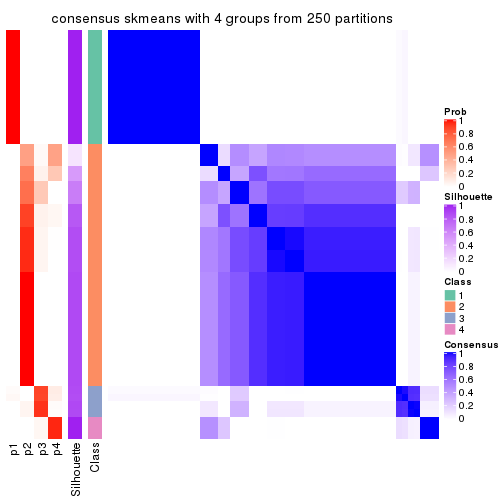 consensus skmeans with 4 groups from 250 partitions
Prob
1
0.8
0.6
0.4
0.2
0
Silhouette
1
0.8
0.6
0.4
0.2
0
Class
1
2
3
4
Consensus
1
0.8
0.6
0.4
0.2
0
p1
p2
p3
p4
Silhouette
Class